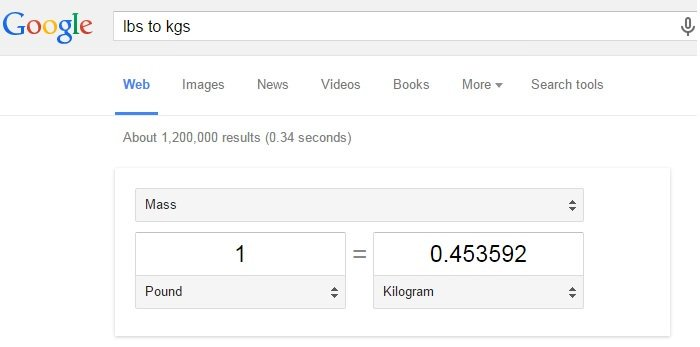 Google lbs to kgs
Web Images News Videos Books More Search tools
About 1,200,000 results (0.34 seconds)
Mass
1 = 0.453592
Pound Kilogram